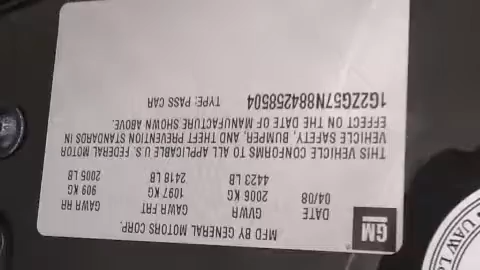 GM
MFD BY GENERAL MOTORS CORP.
DATE GVWR GAWR FRT GAWR RR
04/08 2006 KG 1097 KG 909 KG
4423 LB 2418 LB 2005 LB
THIS VEHICLE CONFORMS TO ALL APPLICABLE U.S. FEDERAL MOTOR
VEHICLE SAFETY, BUMPER, AND THEFT PREVENTION STANDARDS IN
EFFECT ON THE DATE OF MANUFACTURE SHOWN ABOVE.
1G2ZG57N884258504 TYPE: PASS CAR
UAW